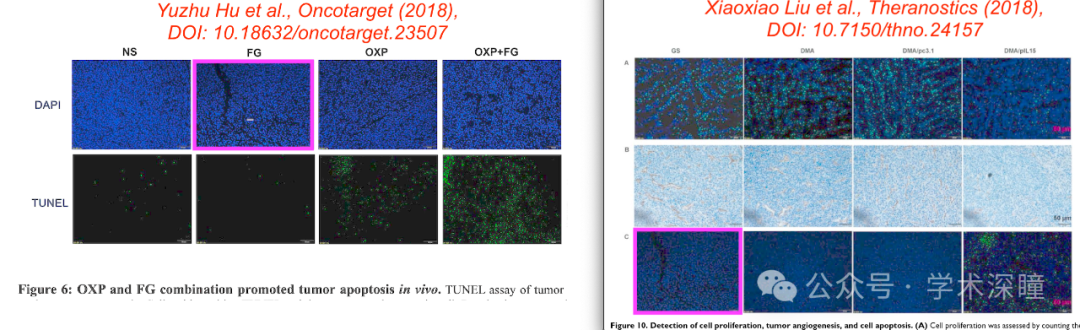 Yuzhu Hu et al., Oncotarget (2018),
DOI: 10.18632/oncotarget.23507
NS FG OXP OXP+FG
DAPI
TUNEL
Figure 6: OXP and FG combination promoted tumor apoptosis in vivo. TUNEL assay of tumor
Xiaoxiao Liu et al., Theranostics (2018),
DOI: 10.7150/thno.24157
GS DMA DMA/pc3.1 DMA/pIL15
A
B
50 μm
C
公众号 · 学术深瞳
Figure 10. Detection of cell proliferation, tumor angiogenesis, and cell apoptosis. (A) Cell proliferation was assessed by counting the